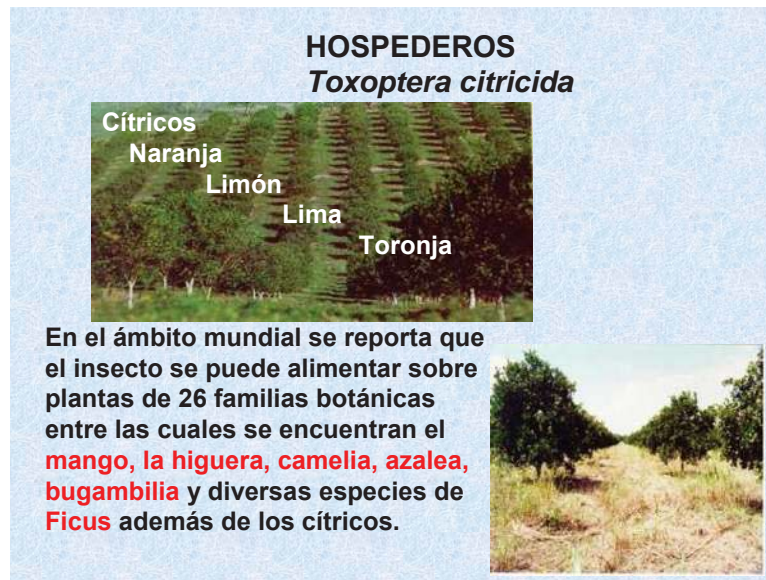 HOSPEDEROS
Toxoptera citricida
Cítricos
Naranja
Limón
Lima
Toronja
En el ámbito mundial se reporta que
el insecto se puede alimentar sobre
plantas de 26 familias botánicas
entre las cuales se encuentran el
mango, la higuera, camelia, azalea,
bugambilia y diversas especies de
Ficus además de los cítricos.